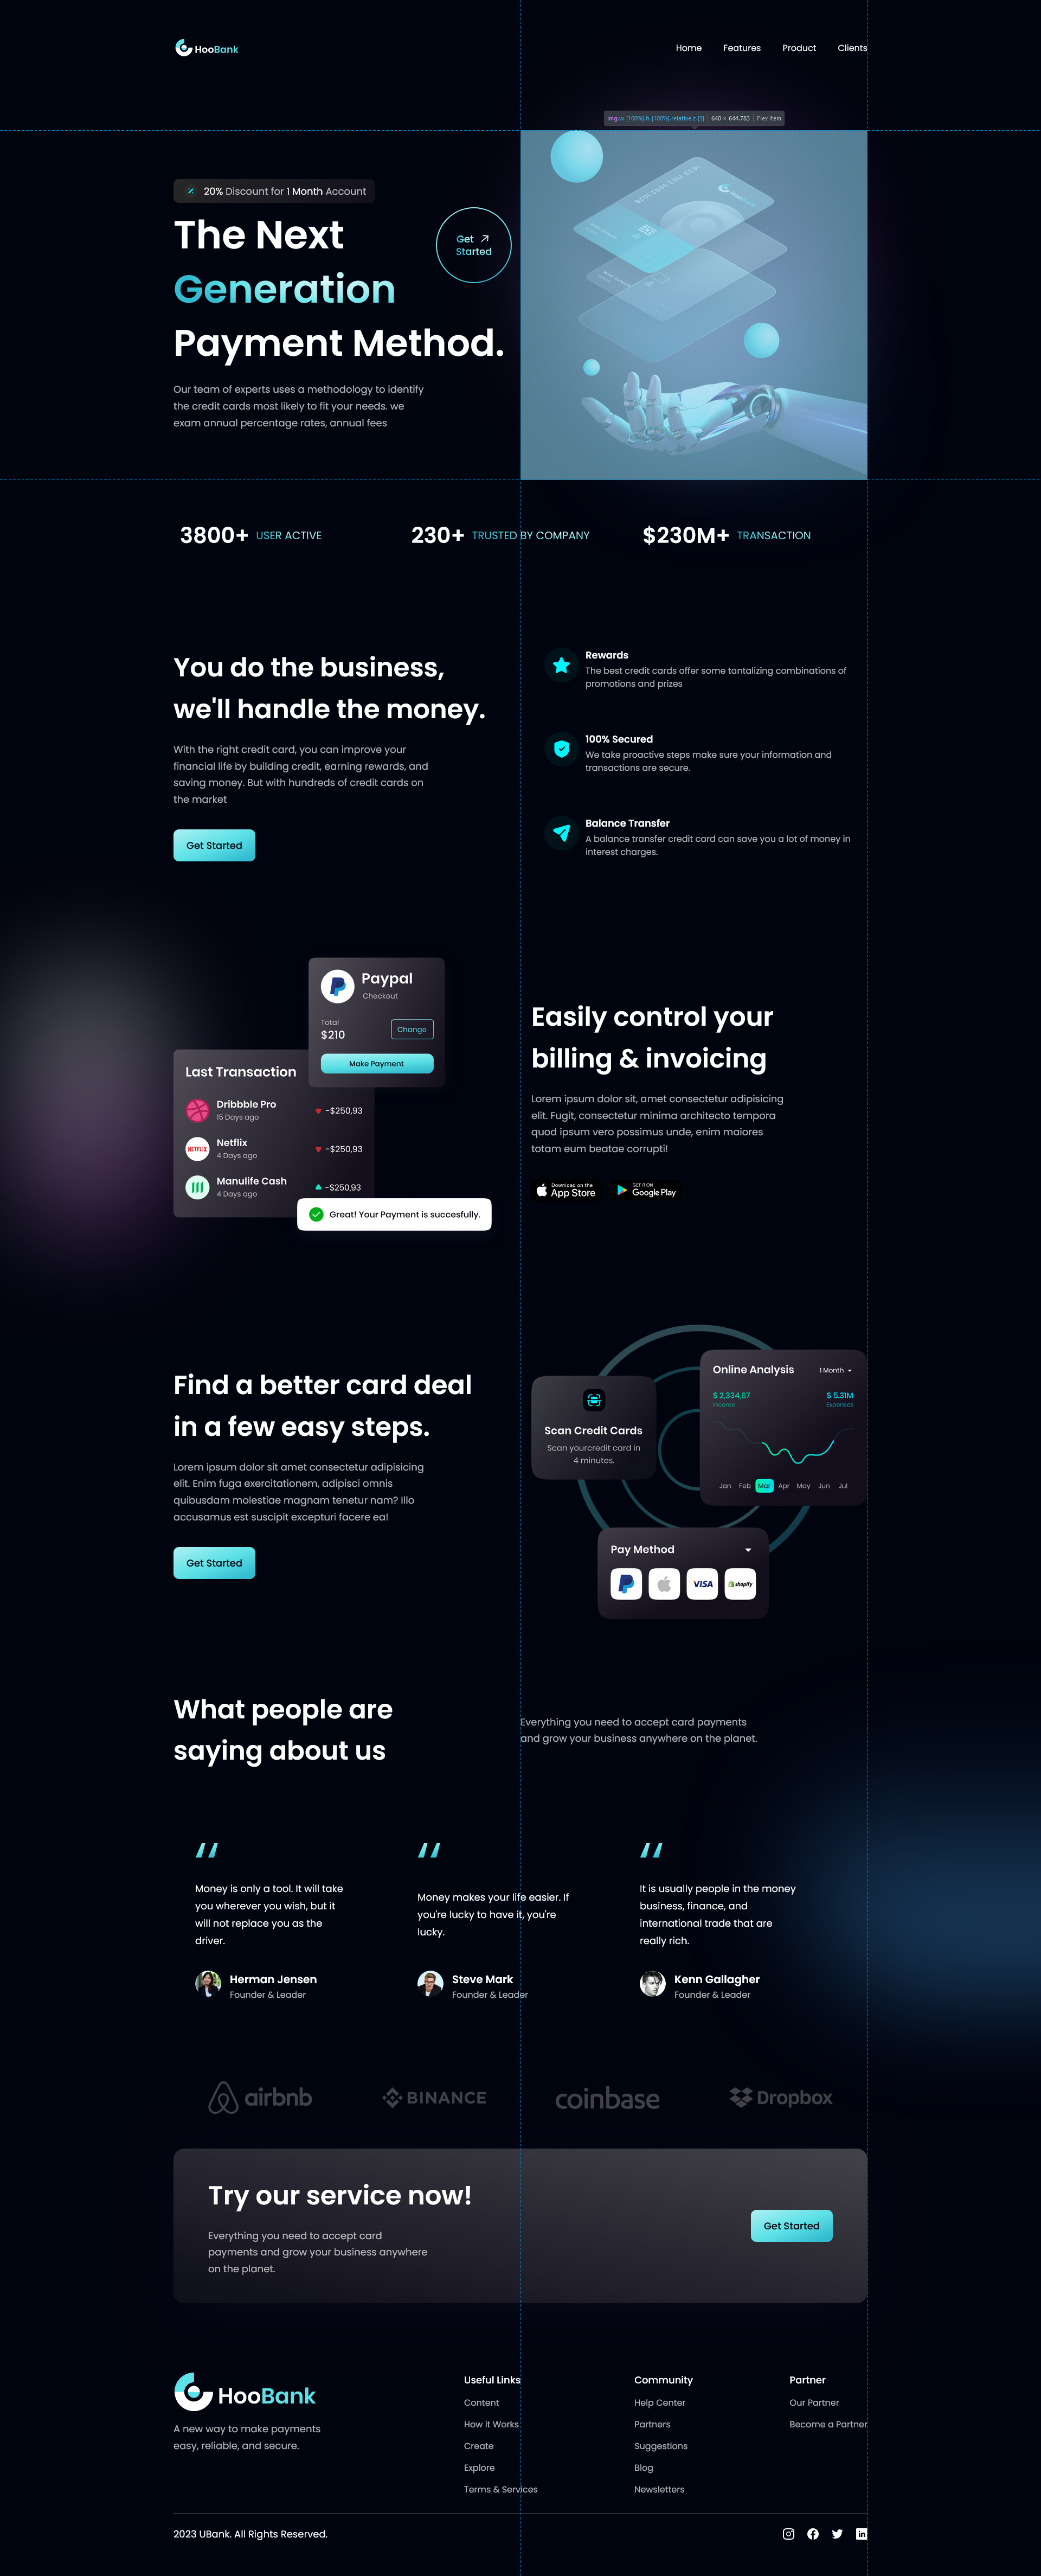 HooBank
Home Features Product Clients
img.w-[100%].h-[100%].relative.z-[5] 640 × 644.783 Flex Item
20% Discount for 1 Month Account
The Next
Generation
Payment Method.
Get
Started
Our team of experts uses a methodology to identify
the credit cards most likely to fit your needs. we
exam annual percentage rates, annual fees
3800+ USER ACTIVE
230+ TRUSTED BY COMPANY
$230M+ TRANSACTION
You do the business,
we'll handle the money.
With the right credit card, you can improve your
financial life by building credit, earning rewards, and
saving money. But with hundreds of credit cards on
the market
Get Started
Rewards
The best credit cards offer some tantalizing combinations of
promotions and prizes
100% Secured
We take proactive steps make sure your information and
transactions are secure.
Balance Transfer
A balance transfer credit card can save you a lot of money in
interest charges.
Paypal
Checkout
Total
$210
Change
Make Payment
Last Transaction
Dribbble Pro
15 Days ago
-$250,93
NETFLIX
Netflix
4 Days ago
-$250,93
Manulife Cash
4 Days ago
-$250,93
Great! Your Payment is succesfully.
Easily control your
billing & invoicing
Lorem ipsum dolor sit, amet consectetur adipisicing
elit. Fugit, consectetur minima architecto tempora
quod ipsum vero possimus unde, enim maiores
totam eum beatae corrupti!
Download on the
App Store
GET IT ON
Google Play
Find a better card deal
in a few easy steps.
Lorem ipsum dolor sit amet consectetur adipisicing
elit. Enim fuga exercitationem, adipisci omnis
quibusdam molestiae magnam tenetur nam? Illo
accusamus est suscipit excepturi facere ea!
Get Started
Scan Credit Cards
Scan yourcredit card in
4 minutes.
Online Analysis
1 Month
$ 2,334,67
Income
$ 5.31M
Expenses
Jan Feb Mar Apr May Jun Jul
Pay Method
VISA
shopify
What people are
saying about us
Everything you need to accept card payments
and grow your business anywhere on the planet.
Money is only a tool. It will take
you wherever you wish, but it
will not replace you as the
driver.
Herman Jensen
Founder & Leader
Money makes your life easier. If
you're lucky to have it, you're
lucky.
Steve Mark
Founder & Leader
It is usually people in the money
business, finance, and
international trade that are
really rich.
Kenn Gallagher
Founder & Leader
airbnb
BINANCE
coinbase
Dropbox
Try our service now!
Everything you need to accept card
payments and grow your business anywhere
on the planet.
Get Started
HooBank
A new way to make payments
easy, reliable, and secure.
Useful Links
Content
How it Works
Create
Explore
Terms & Services
Community
Help Center
Partners
Suggestions
Blog
Newsletters
Partner
Our Partner
Become a Partner
2023 UBank. All Rights Reserved.
in